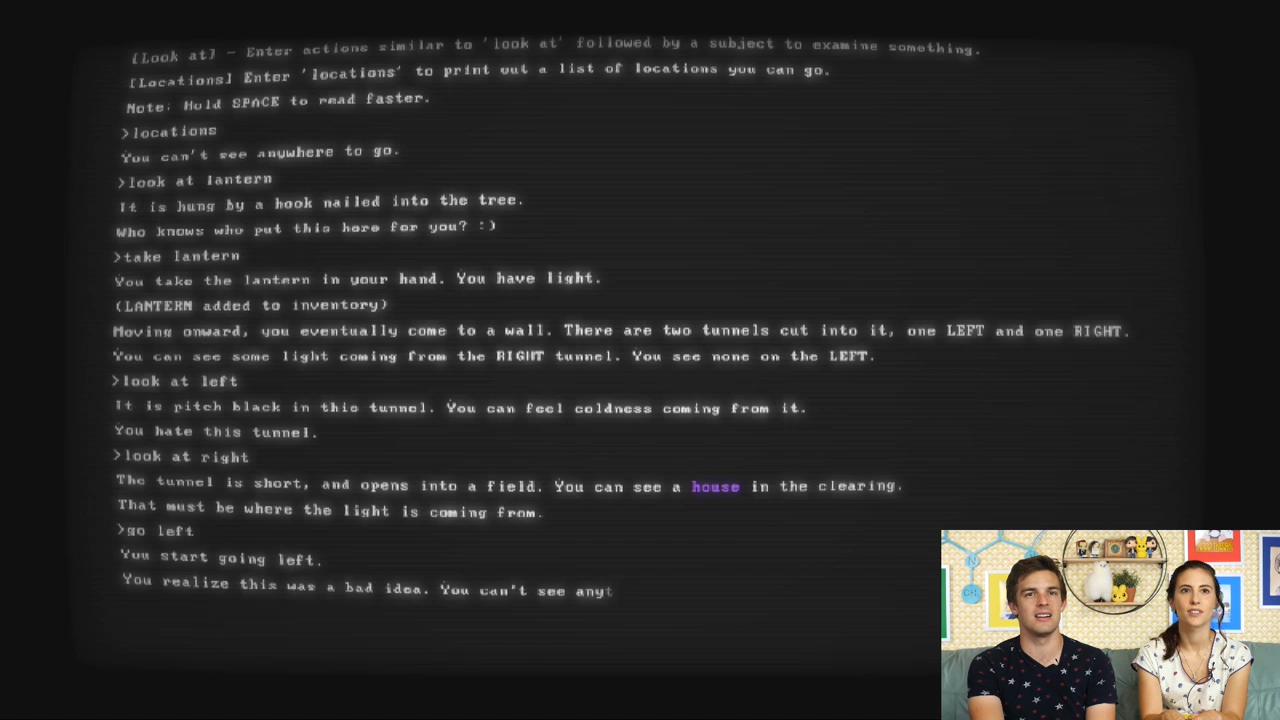 [Look at] - Enter actions similar to 'look at' followed by a subject to examine something.
[Locations] Enter 'locations' to print out a list of locations you can go.
Note: Hold SPACE to read faster.
>locations
You can't see anywhere to go.
>look at lantern
It is hung by a hook nailed into the tree.
Who knows who put this here for you? :)
>take lantern
You take the lantern in your hand. You have light.
(LANTERN added to inventory)
Moving onward, you eventually come to a wall. There are two tunnels cut into it, one LEFT and one RIGHT.
You can see some light coming from the RIGHT tunnel. You see none on the LEFT.
>look at left
It is pitch black in this tunnel. You can feel coldness coming from it.
You hate this tunnel.
>look at right
The tunnel is short, and opens into a field. You can see a house in the clearing.
That must be where the light is coming from.
>go left
You start going left.
You realize this was a bad idea. You can't see anyt